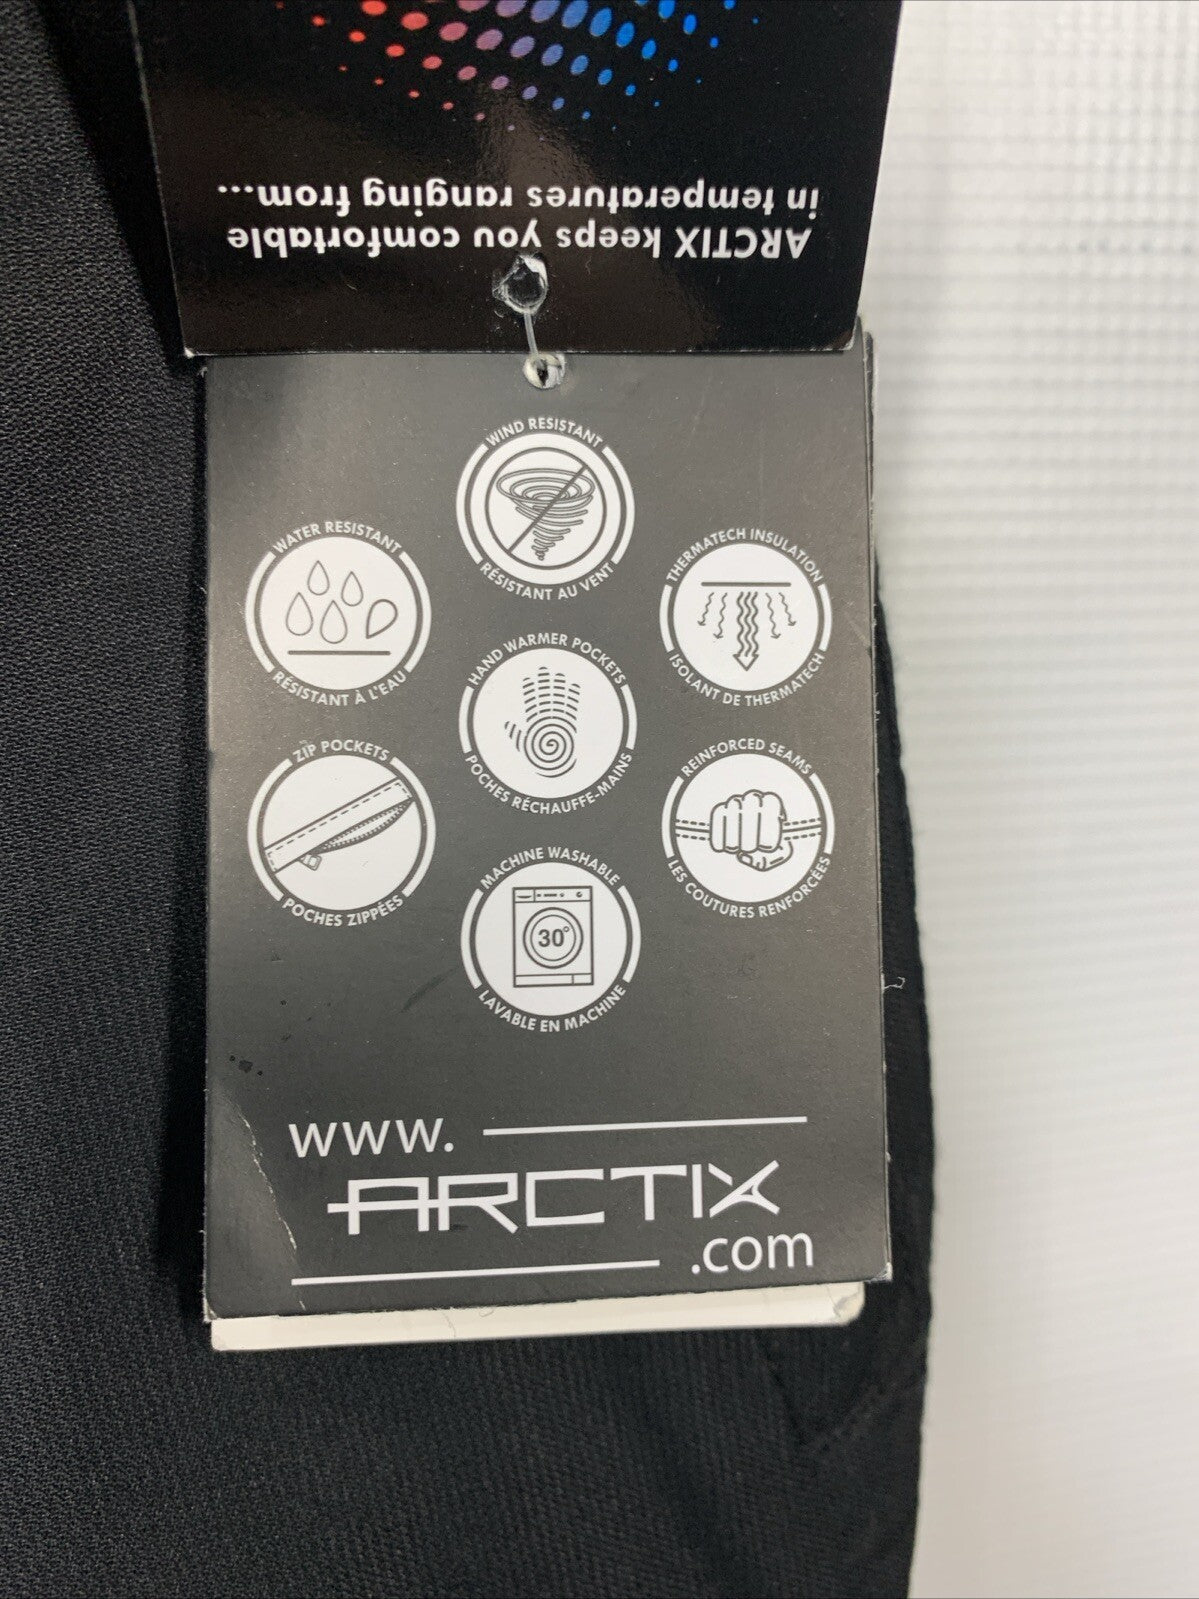 ARCTIX keeps you comfortable
in temperatures ranging from...
WIND RESISTANT
RÉSISTANT AU VENT
WATER RESISTANT
RÉSISTANT À L'EAU
THERMATECH INSULATION
ISOLANT DE THERMATECH
HAND WARMER POCKETS
POCHES RÉCHAUFFE-MAINS
ZIP POCKETS
POCHES ZIPPÉES
REINFORCED SEAMS
LES COUTURES RENFORCÉES
MACHINE WASHABLE
30°
LAVABLE EN MACHINE
www.
ARCTIX
.com